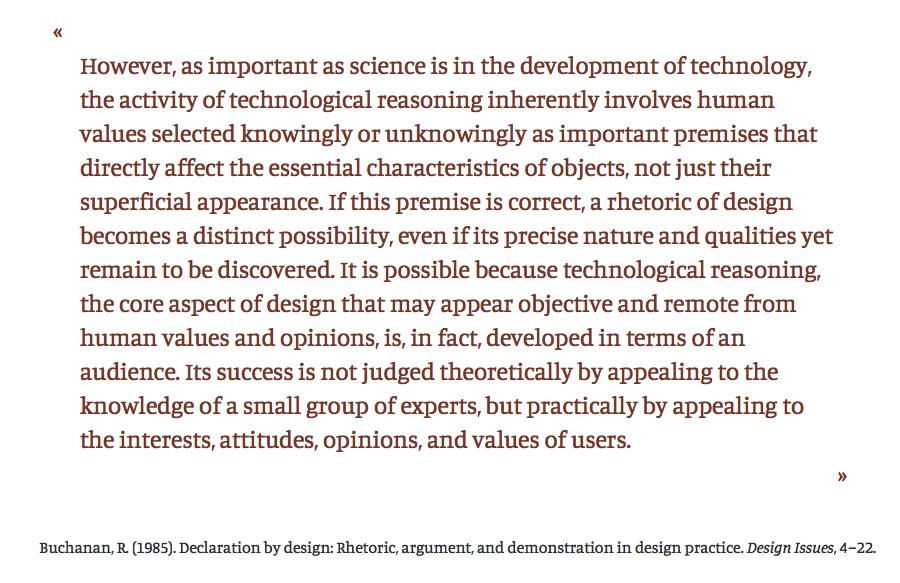 «
However, as important as science is in the development of technology,
the activity of technological reasoning inherently involves human
values selected knowingly or unknowingly as important premises that
directly affect the essential characteristics of objects, not just their
superficial appearance. If this premise is correct, a rhetoric of design
becomes a distinct possibility, even if its precise nature and qualities yet
remain to be discovered. It is possible because technological reasoning,
the core aspect of design that may appear objective and remote from
human values and opinions, is, in fact, developed in terms of an
audience. Its success is not judged theoretically by appealing to the
knowledge of a small group of experts, but practically by appealing to
the interests, attitudes, opinions, and values of users.
»
Buchanan, R. (1985). Declaration by design: Rhetoric, argument, and demonstration in design practice. Design Issues, 4–22.